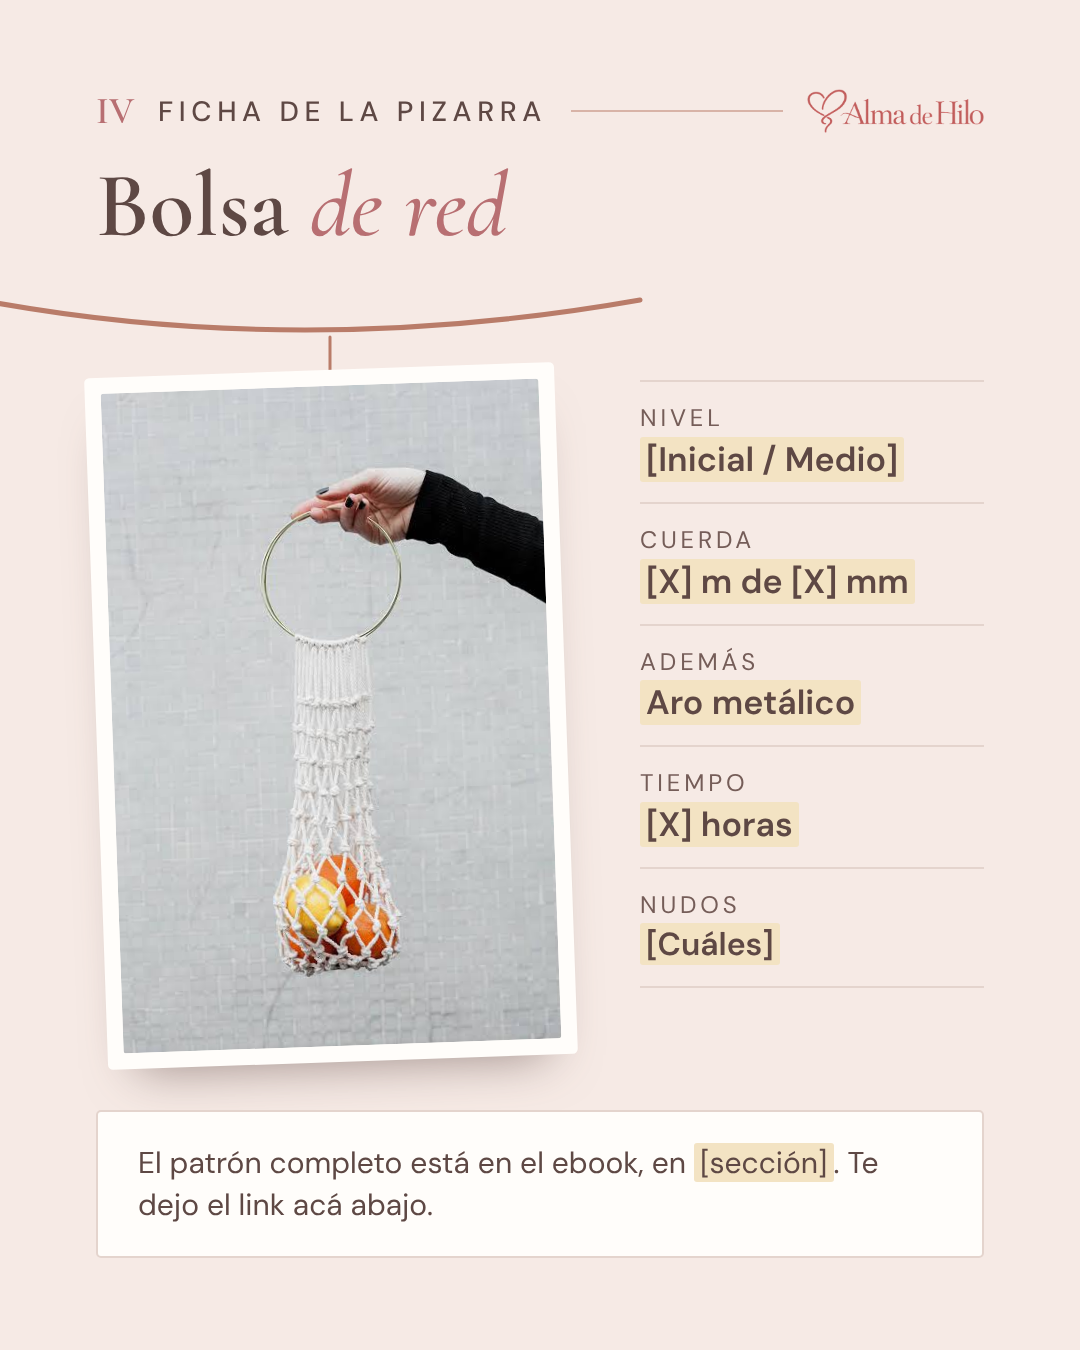 IV FICHA DE LA PIZARRA
Alma de Hilo
Bolsa de red
NIVEL
[Inicial / Medio]
CUERDA
[X] m de [X] mm
ADEMÁS
Aro metálico
TIEMPO
[X] horas
NUDOS
[Cuáles]
El patrón completo está en el ebook, en [sección]. Te
dejo el link acá abajo.